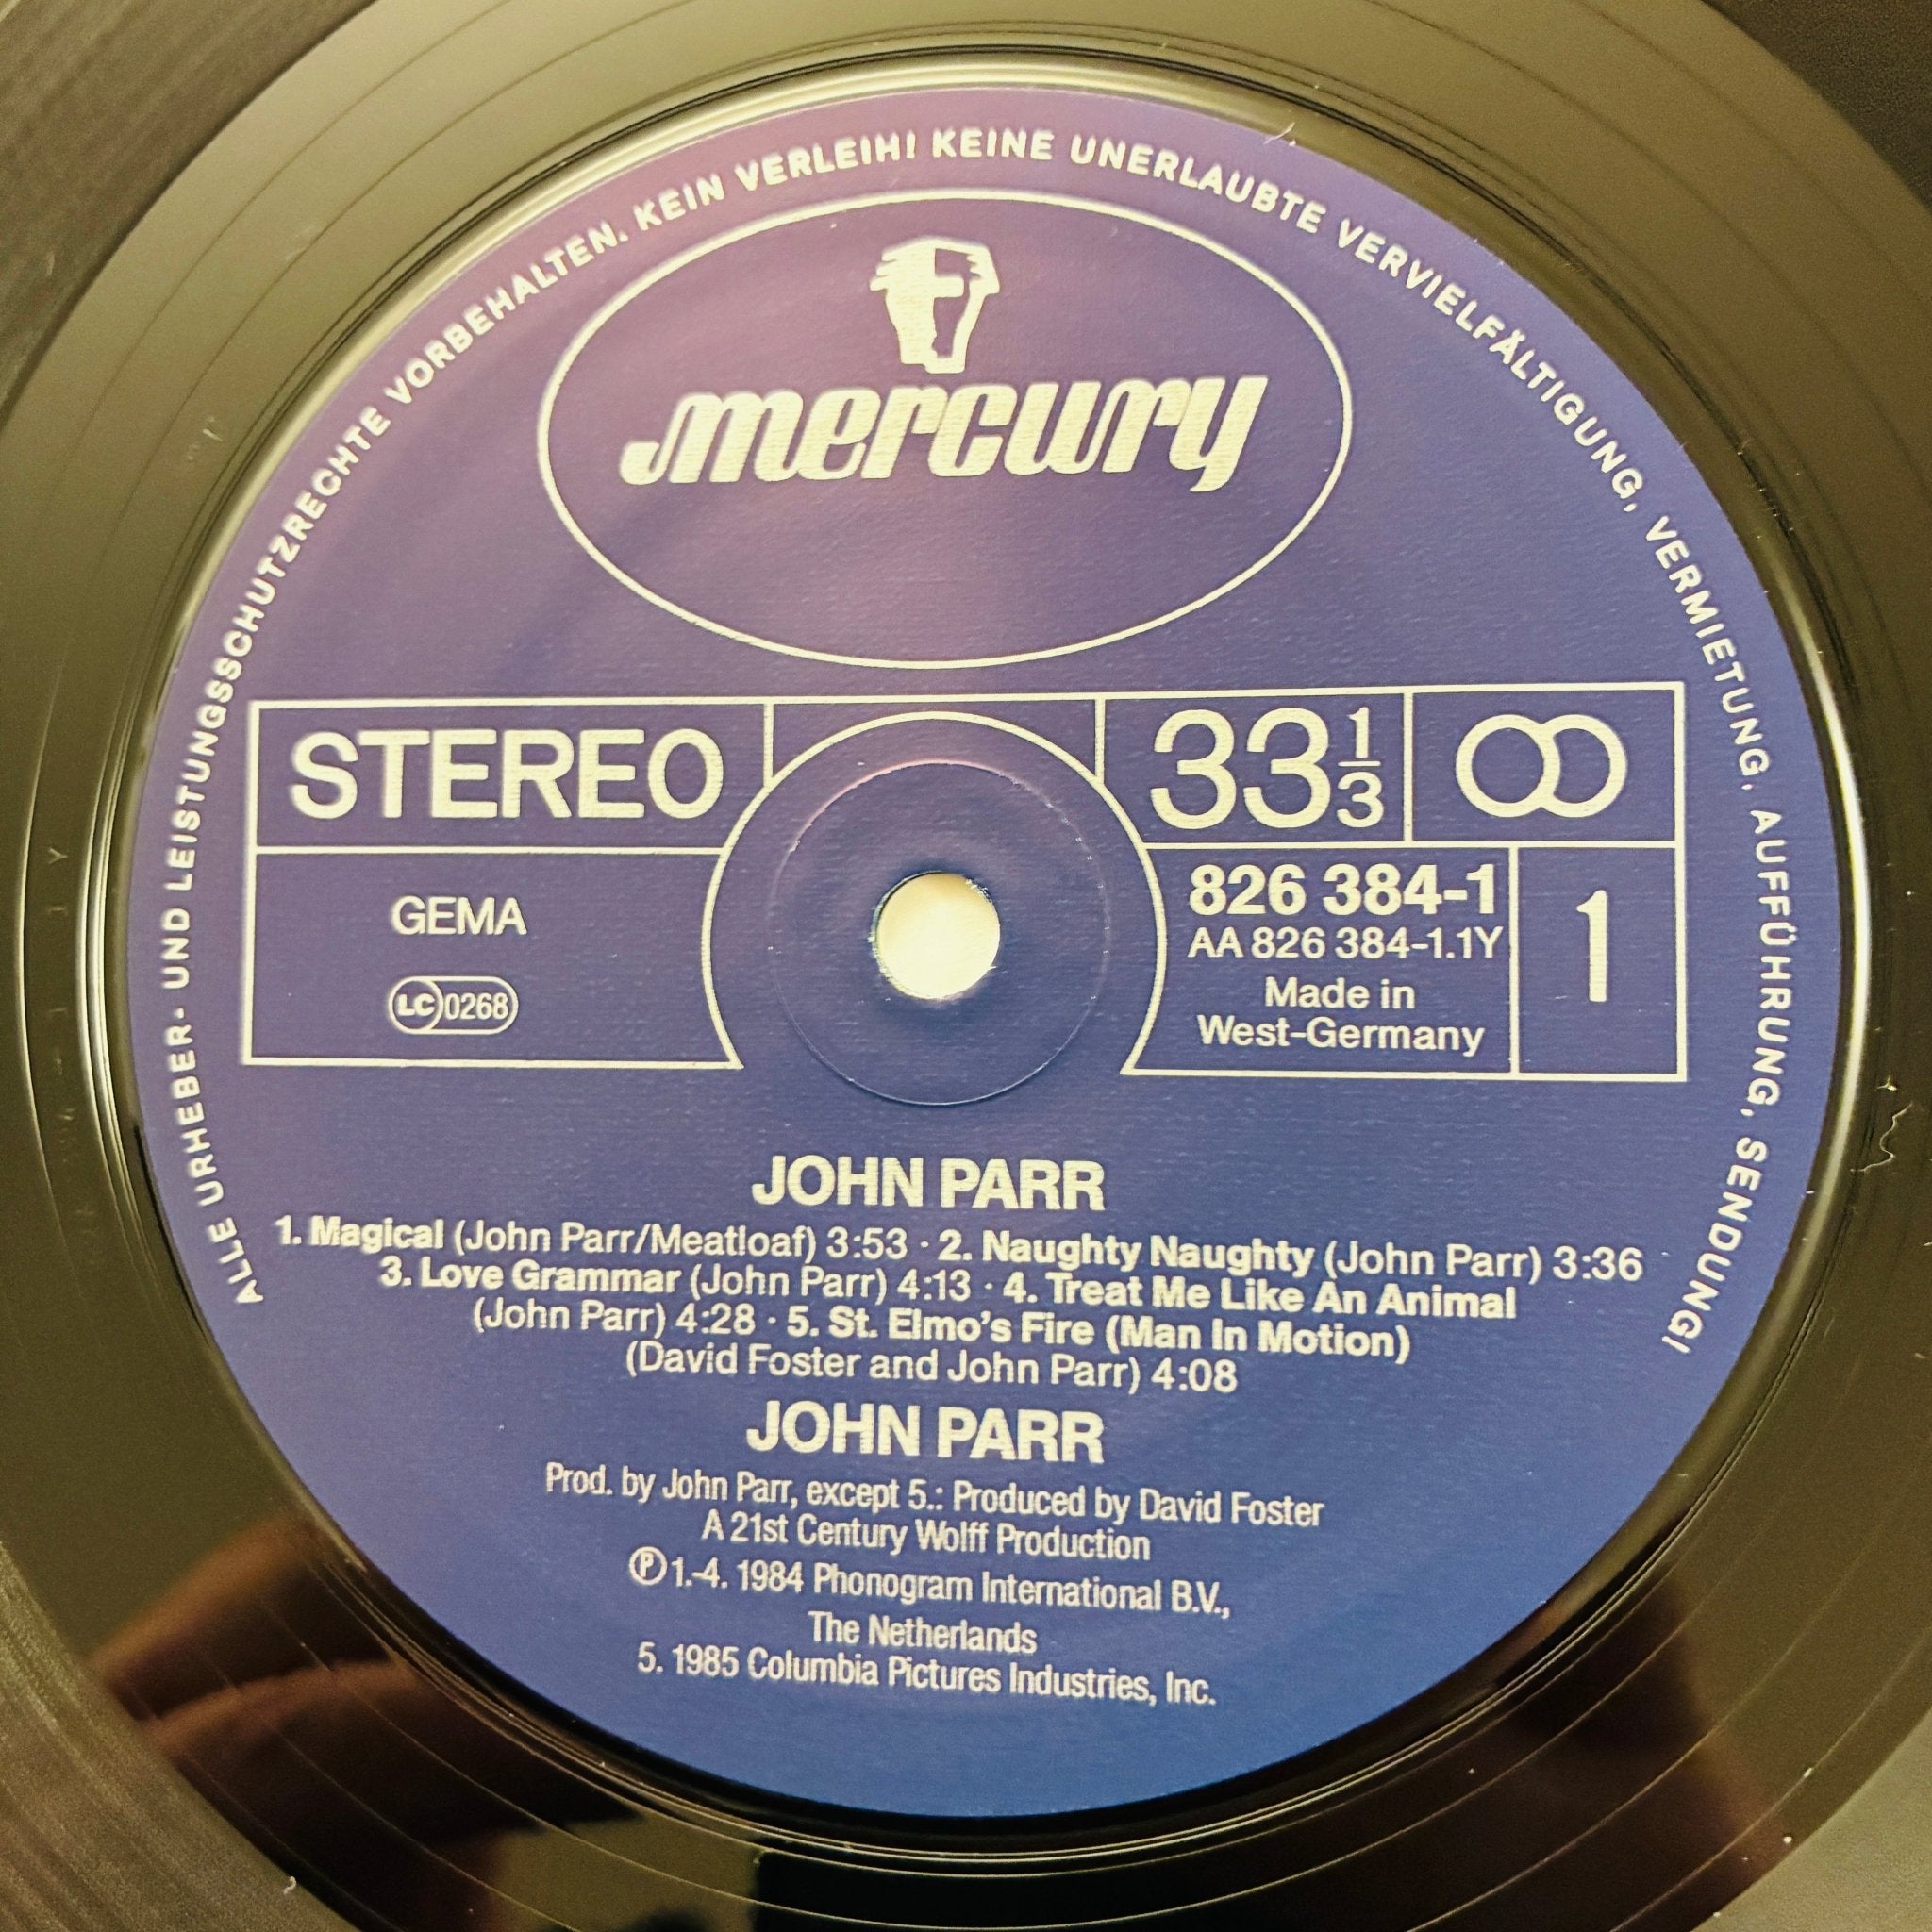 ALLE URHEBER- UND LEISTUNGSSCHUTZRECHTE VORBEHALTEN. KEIN VERLEIH! KEINE UNERLAUBTE VERVIELFÄLTIGUNG, VERMIETUNG, AUFFÜHRUNG, SENDUNG!
mercury
STEREO
33 1/3
GEMA
LC 0268
826 384-1
AA 826 384-1.1Y
Made in
West-Germany
1
JOHN PARR
1. Magical (John Parr/Meatloaf) 3:53 · 2. Naughty Naughty (John Parr) 3:36 ·
3. Love Grammar (John Parr) 4:13 · 4. Treat Me Like An Animal
(John Parr) 4:28 · 5. St. Elmo's Fire (Man In Motion)
(David Foster and John Parr) 4:08
JOHN PARR
Prod. by John Parr, except 5.: Produced by David Foster
A 21st Century Wolff Production
℗ 1.-4. 1984 Phonogram International B.V.,
The Netherlands
5. 1985 Columbia Pictures Industries, Inc.